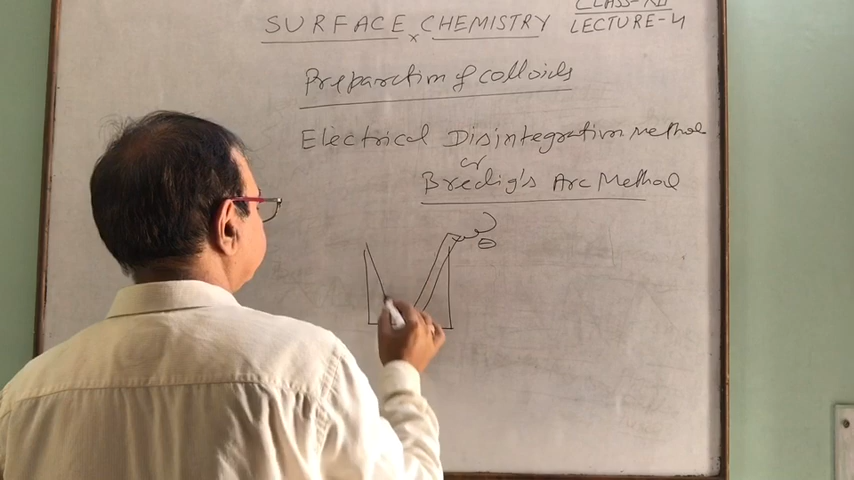 CLASS-XII
SURFACE CHEMISTRY
LECTURE-4
Preparation of colloids
Electrical Disintegration Method
or
Bredig's Arc Method
⊖